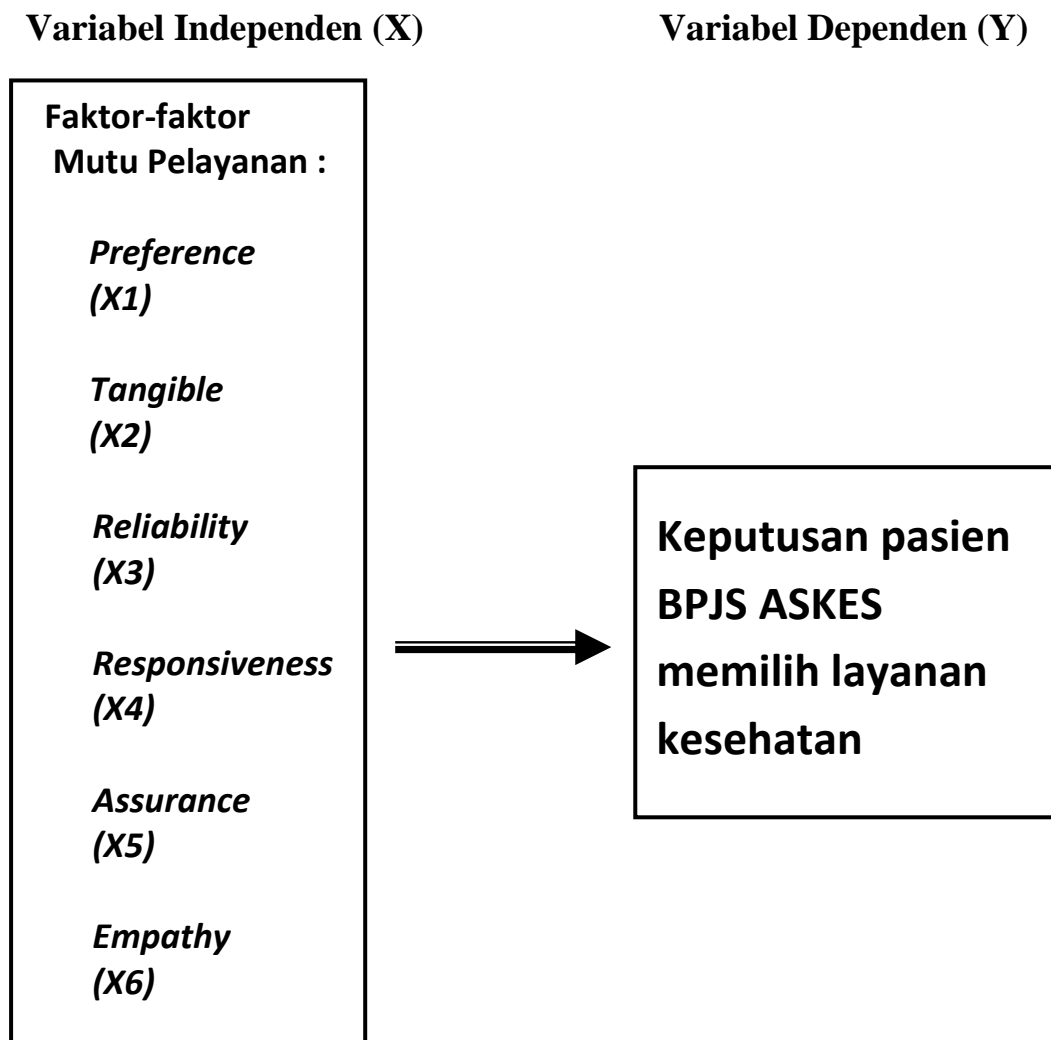 Variabel Independen (X)
Variabel Dependen (Y)
Faktor-faktor
Mutu Pelayanan :
Preference
(X1)
Tangible
(X2)
Reliability
(X3)
Responsiveness
(X4)
Assurance
(X5)
Empathy
(X6)
Keputusan pasien
BPJS ASKES
memilih layanan
kesehatan